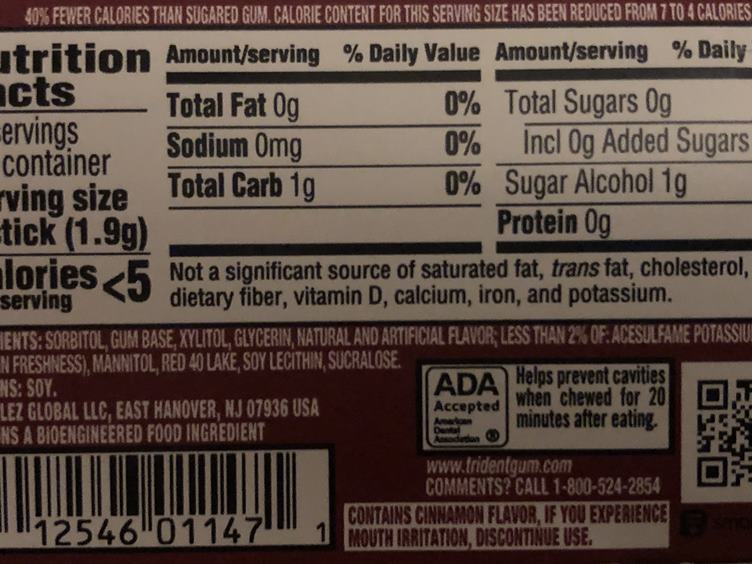 40% FEWER CALORIES THAN SUGARED GUM. CALORIE CONTENT FOR THIS SERVING SIZE HAS BEEN REDUCED FROM 7 TO 4 CALORIES
utrition
acts
ervings
container
rving size
stick (1.9g)
alories <5
serving
Amount/serving % Daily Value
Total Fat 0g 0%
Sodium 0mg 0%
Total Carb 1g 0%
Amount/serving % Daily
Total Sugars 0g
Incl 0g Added Sugars
Sugar Alcohol 1g
Protein 0g
Not a significant source of saturated fat, trans fat, cholesterol,
dietary fiber, vitamin D, calcium, iron, and potassium.
IENTS: SORBITOL, GUM BASE, XYLITOL, GLYCERIN, NATURAL AND ARTIFICIAL FLAVOR; LESS THAN 2% OF: ACESULFAME POTASSIU
N FRESHNESS), MANNITOL, RED 40 LAKE, SOY LECITHIN, SUCRALOSE.
NS: SOY.
LEZ GLOBAL LLC, EAST HANOVER, NJ 07936 USA
NS A BIOENGINEERED FOOD INGREDIENT
ADA
Accepted
American
Dental
Association ®
Helps prevent cavities
when chewed for 20
minutes after eating.
www.tridentgum.com
COMMENTS? CALL 1-800-524-2854
CONTAINS CINNAMON FLAVOR, IF YOU EXPERIENCE
MOUTH IRRITATION, DISCONTINUE USE.
12546 01147 1